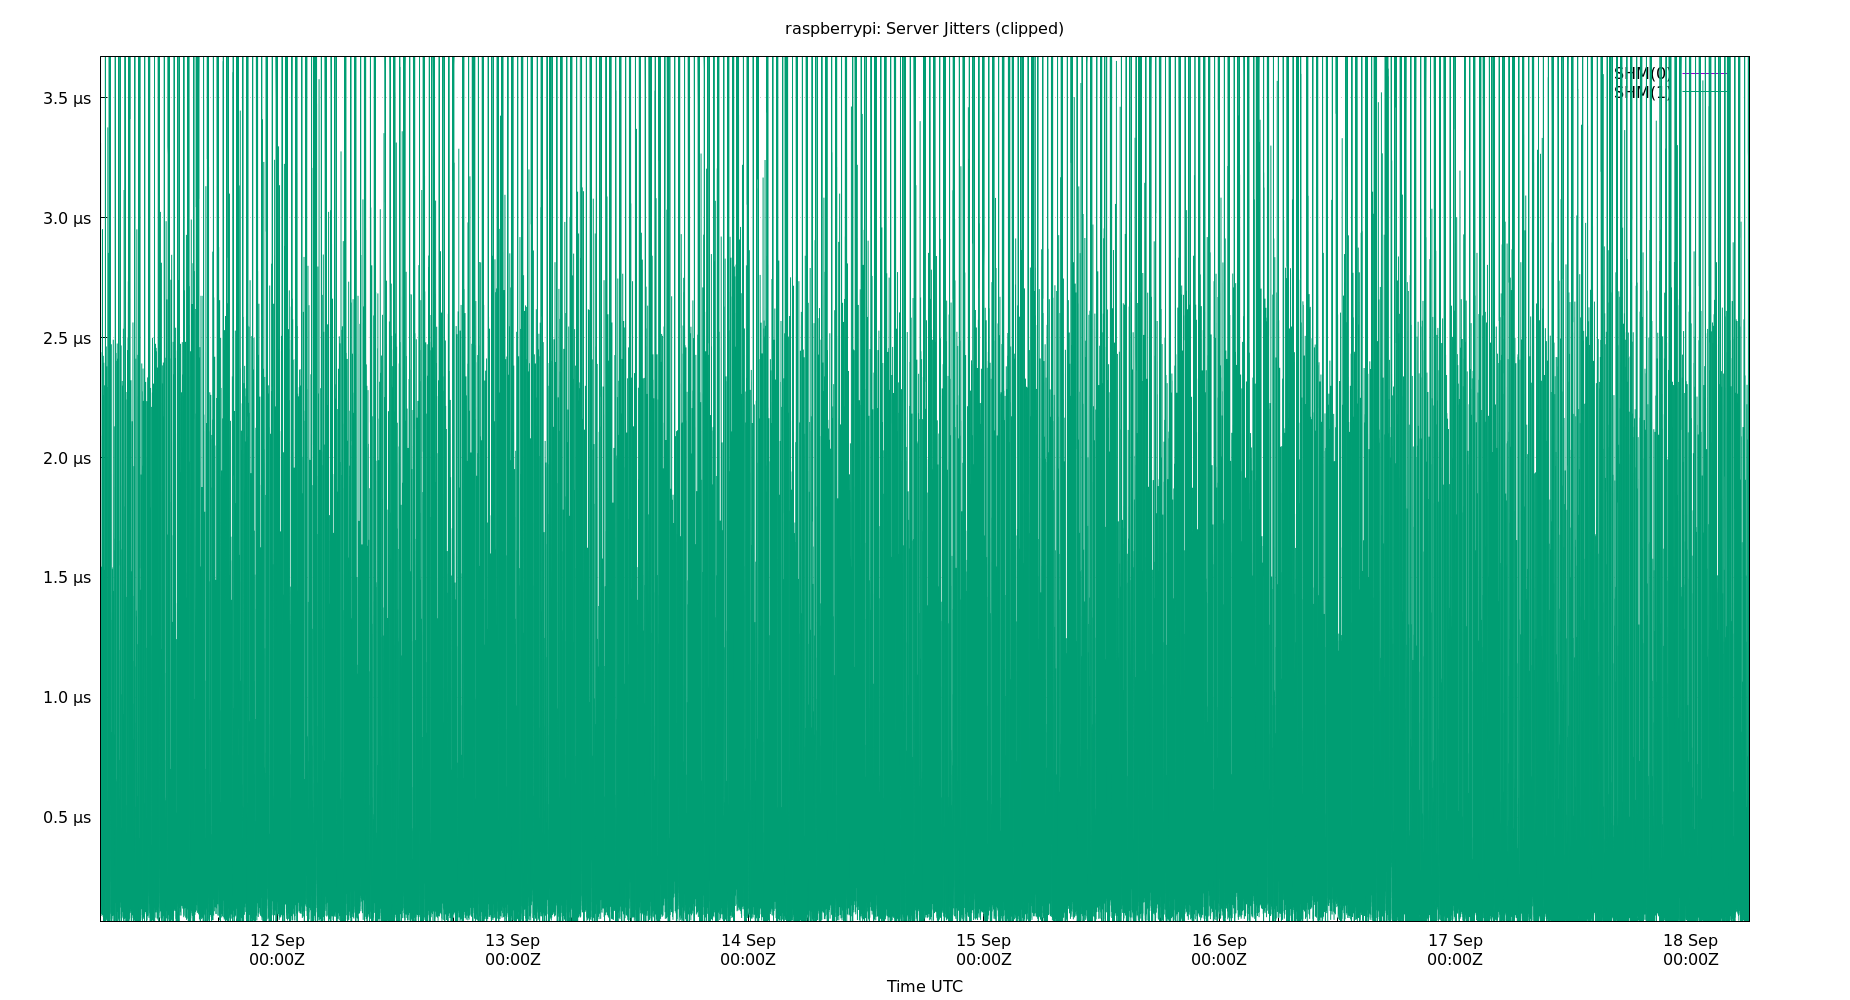 raspberrypi: Server Jitters (clipped)
SHM(0)
SHM(1)
3.5 μs
3.0 μs
2.5 μs
2.0 μs
1.5 μs
1.0 μs
0.5 μs
12 Sep 13 Sep 14 Sep 15 Sep 16 Sep 17 Sep 18 Sep
00:00Z 00:00Z 00:00Z 00:00Z 00:00Z 00:00Z 00:00Z
Time UTC